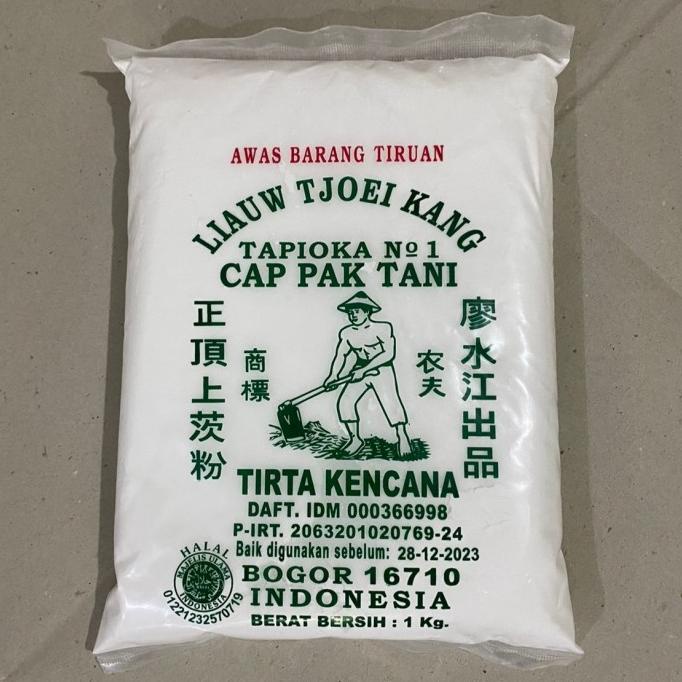 AWAS BARANG TIRUAN
LIAUW TJOEI KANG
TAPIOKA № 1
CAP PAK TANI
正頂上茨粉
商標
农夫
廖水江出品
TIRTA KENCANA
DAFT. IDM 000366998
P-IRT. 2063201020769-24
Baik digunakan sebelum: 28-12-2023
HALAL
MAJELIS ULAMA
INDONESIA
01221232570719
BOGOR 16710
INDONESIA
BERAT BERSIH : 1 Kg.